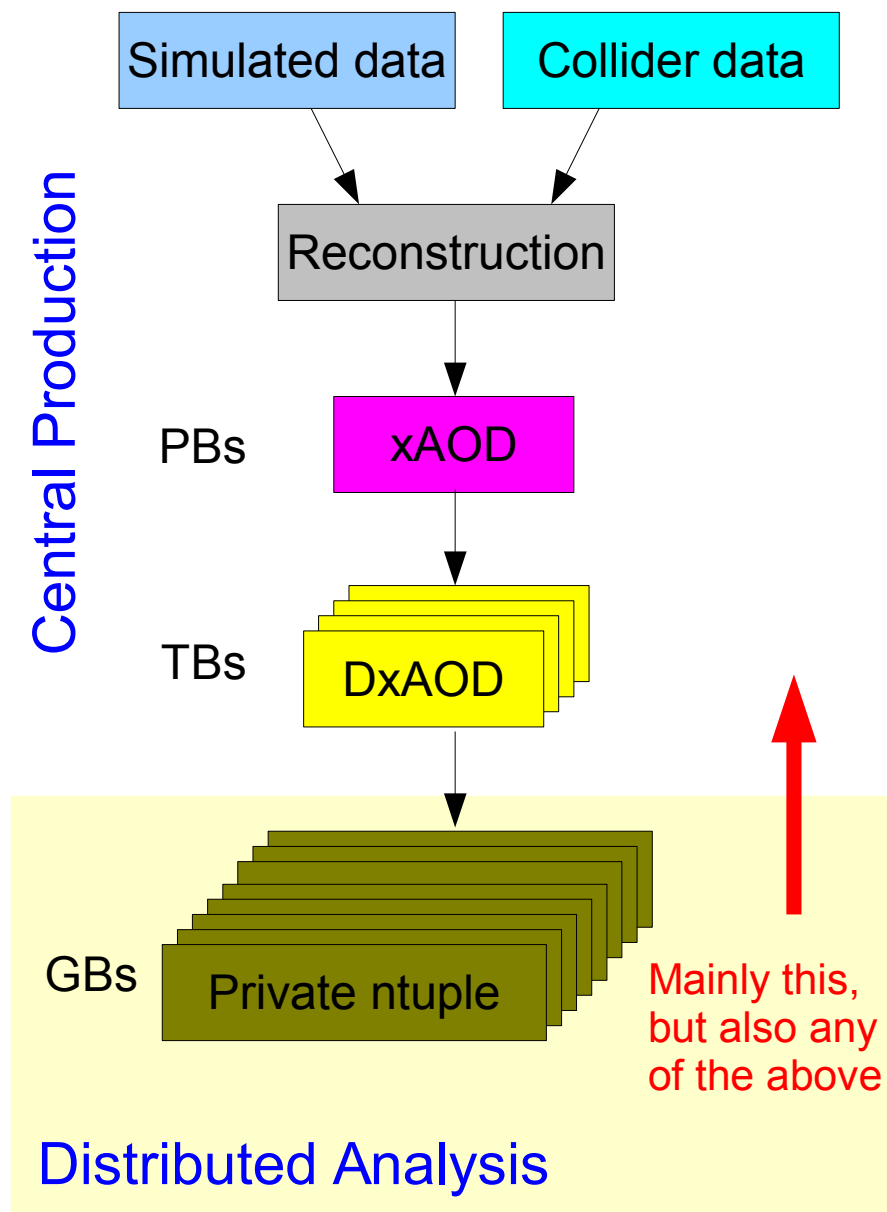 Simulated data
Collider data
Central Production
Reconstruction
PBs
xAOD
TBs
DxAOD
GBs
Private ntuple
Mainly this,
but also any
of the above
Distributed Analysis